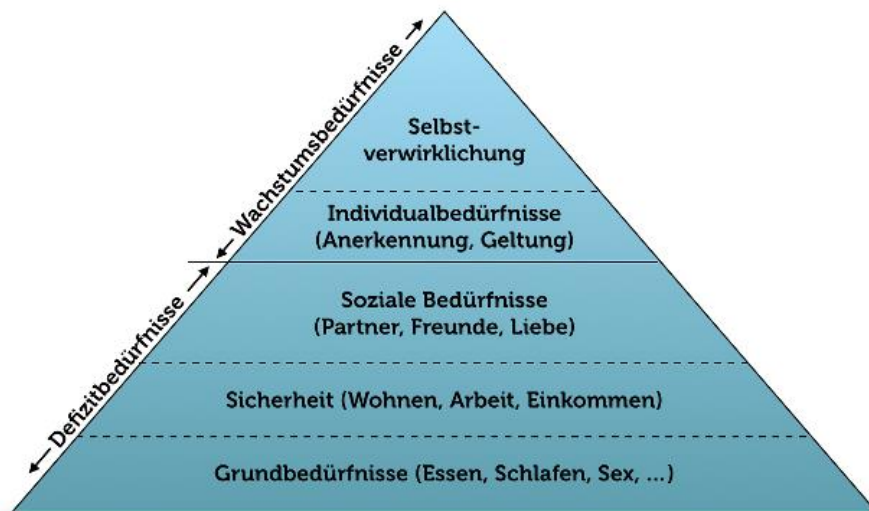 Wachstumsbedürfnisse
Defizitbedürfnisse
Selbst-
verwirklichung
Individualbedürfnisse
(Anerkennung, Geltung)
Soziale Bedürfnisse
(Partner, Freunde, Liebe)
Sicherheit (Wohnen, Arbeit, Einkommen)
Grundbedürfnisse (Essen, Schlafen, Sex, ...)